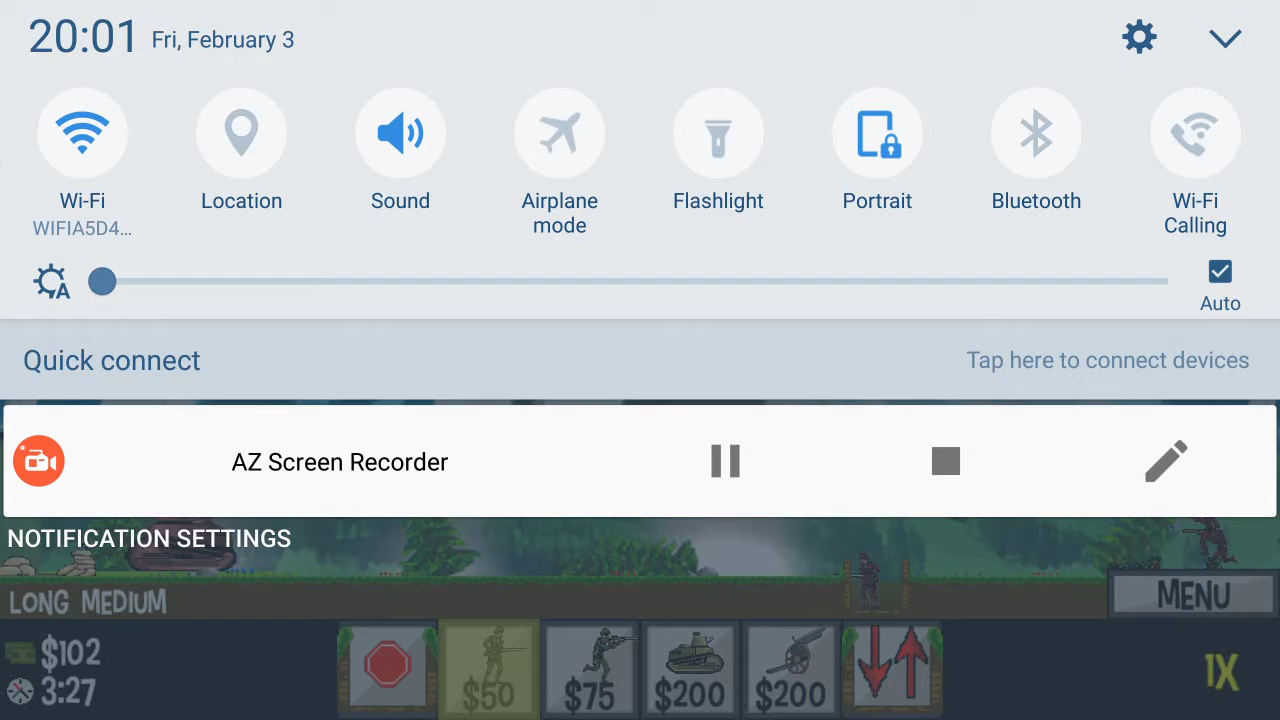 20:01 Fri, February 3
Wi-Fi
WIFIA5D4...
Location
Sound
Airplane
mode
Flashlight
Portrait
Bluetooth
Wi-Fi
Calling
A
Auto
Quick connect
Tap here to connect devices
AZ Screen Recorder
NOTIFICATION SETTINGS
LONG MEDIUM
MENU
$102
3:27
$50
$75
$200
$200
1X